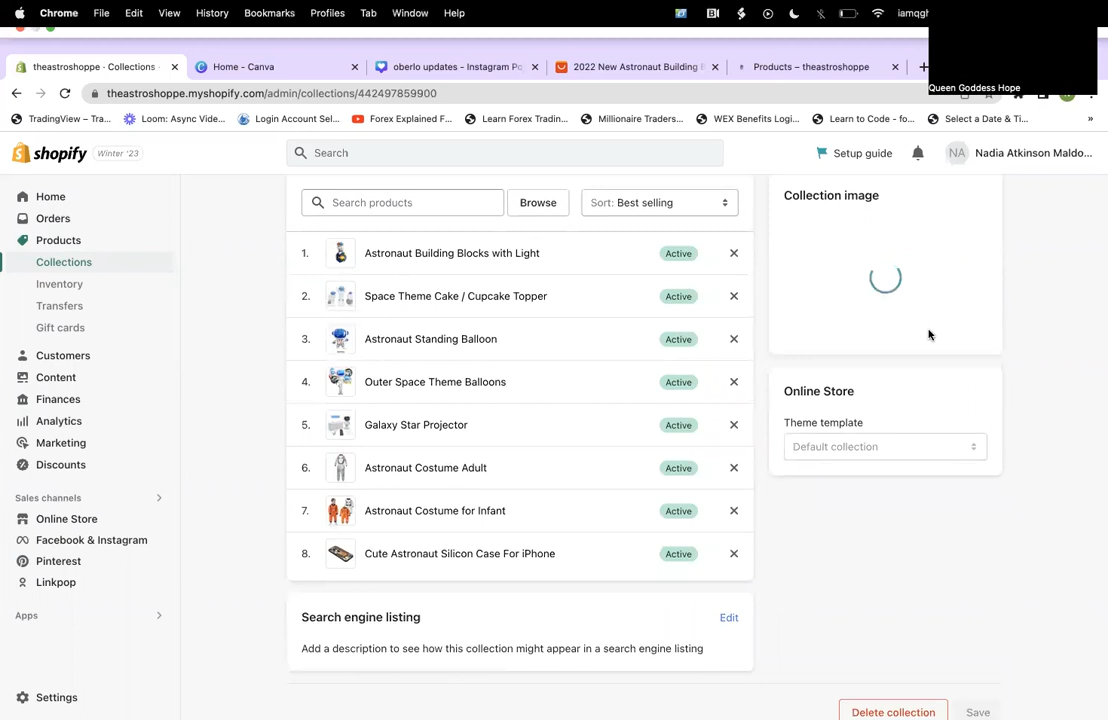 Chrome File Edit View History Bookmarks Profiles Tab Window Help iamqgh
Queen Goddess Hope
theastroshoppe · Collections · Home - Canva oberlo updates - Instagram Po 2022 New Astronaut Building B Products – theastroshoppe
theastroshoppe.myshopify.com/admin/collections/442497859900
TradingView – Tra... Loom: Async Vide... Login Account Sel... Forex Explained F... Learn Forex Tradin... Millionaire Traders... WEX Benefits Logi... Learn to Code - fo... Select a Date & Ti... »
shopify Winter '23 Search Setup guide NA Nadia Atkinson Maldo...
Home
Orders
Products
Collections
Inventory
Transfers
Gift cards
Customers
Content
Finances
Analytics
Marketing
Discounts
Sales channels
Online Store
Facebook & Instagram
Pinterest
Linkpop
Apps
Settings
Search products Browse Sort: Best selling
1. Astronaut Building Blocks with Light Active
2. Space Theme Cake / Cupcake Topper Active
3. Astronaut Standing Balloon Active
4. Outer Space Theme Balloons Active
5. Galaxy Star Projector Active
6. Astronaut Costume Adult Active
7. Astronaut Costume for Infant Active
8. Cute Astronaut Silicon Case For iPhone Active
Search engine listing Edit
Add a description to see how this collection might appear in a search engine listing
Collection image
Online Store
Theme template
Default collection
Delete collection Save